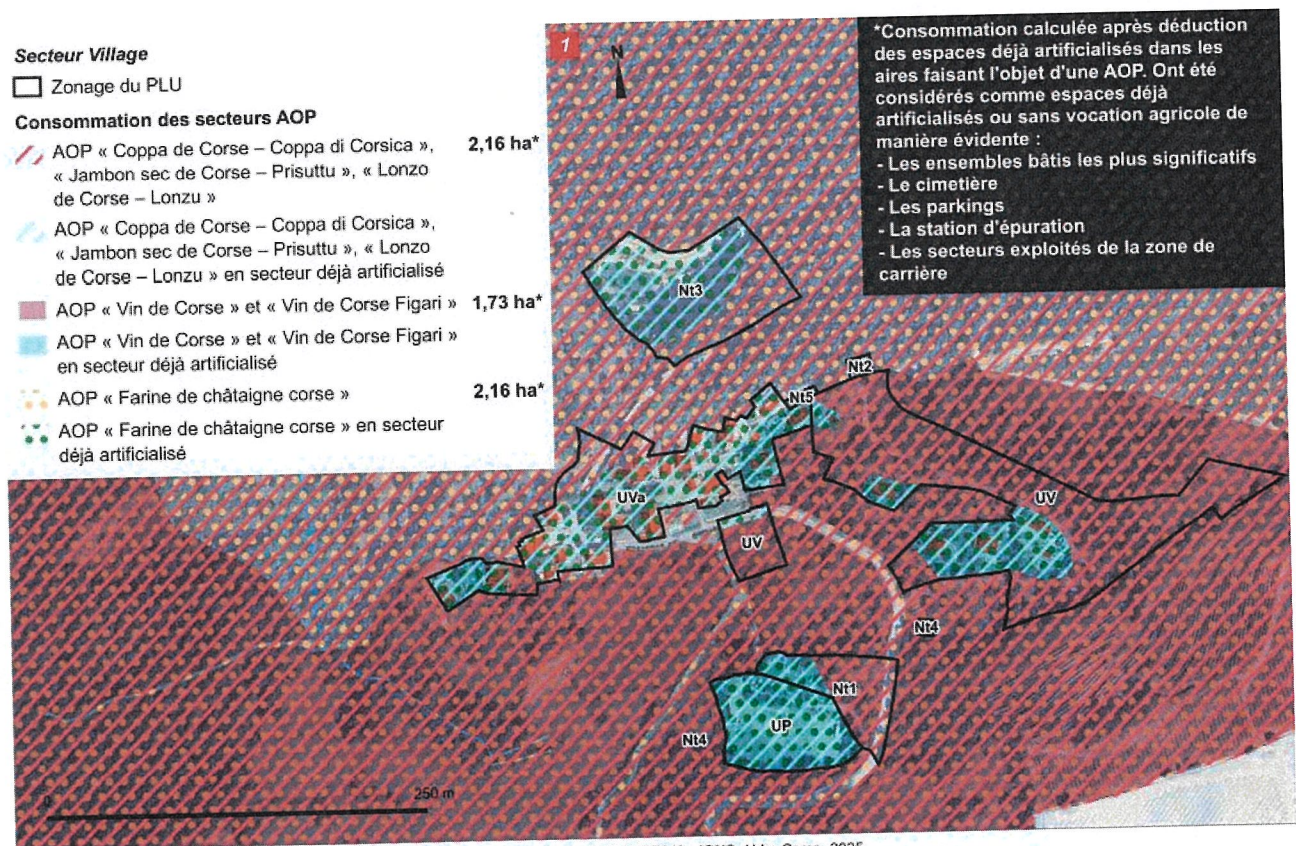 Secteur Village
Zonage du PLU
Consommation des secteurs AOP
AOP « Coppa de Corse – Coppa di Corsica », 2,16 ha*
« Jambon sec de Corse – Prisuttu », « Lonzo
de Corse – Lonzu »
AOP « Coppa de Corse – Coppa di Corsica »,
« Jambon sec de Corse – Prisuttu », « Lonzo
de Corse – Lonzu » en secteur déjà artificialisé
AOP « Vin de Corse » et « Vin de Corse Figari » 1,73 ha*
AOP « Vin de Corse » et « Vin de Corse Figari »
en secteur déjà artificialisé
AOP « Farine de châtaigne corse » 2,16 ha*
AOP « Farine de châtaigne corse » en secteur
déjà artificialisé
1
N
*Consommation calculée après déduction
des espaces déjà artificialisés dans les
aires faisant l'objet d'une AOP. Ont été
considérés comme espaces déjà
artificialisés ou sans vocation agricole de
manière évidente :
- Les ensembles bâtis les plus significatifs
- Le cimetière
- Les parkings
- La station d'épuration
- Les secteurs exploités de la zone de
carrière
Nt3
Nt2
Nt5
UVa
UV
UV
Nt4
Nt1
UP
Nt4
0
250 m
2025